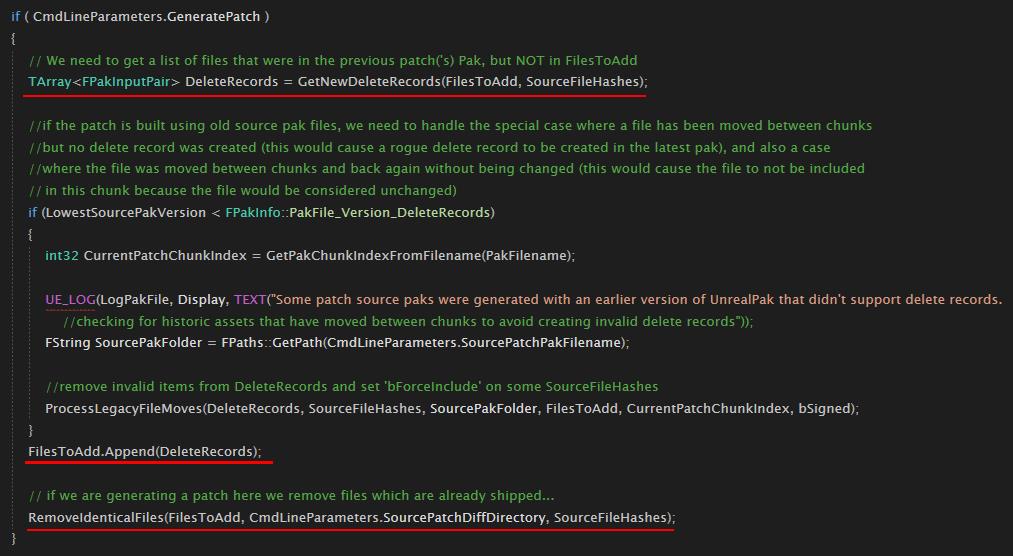 if ( CmdLineParameters.GeneratePatch )
{
// We need to get a list of files that were in the previous patch('s) Pak, but NOT in FilesToAdd
TArray<FPakInputPair> DeleteRecords = GetNewDeleteRecords(FilesToAdd, SourceFileHashes);
//if the patch is built using old source pak files, we need to handle the special case where a file has been moved between chunks
//but no delete record was created (this would cause a rogue delete record to be created in the latest pak), and also a case
//where the file was moved between chunks and back again without being changed (this would cause the file to not be included
// in this chunk because the file would be considered unchanged)
if (LowestSourcePakVersion < FPakInfo::PakFile_Version_DeleteRecords)
{
int32 CurrentPatchChunkIndex = GetPakChunkIndexFromFilename(PakFilename);
UE_LOG(LogPakFile, Display, TEXT("Some patch source paks were generated with an earlier version of UnrealPak that didn't support delete records.
//checking for historic assets that have moved between chunks to avoid creating invalid delete records"));
FString SourcePakFolder = FPaths::GetPath(CmdLineParameters.SourcePatchPakFilename);
//remove invalid items from DeleteRecords and set 'bForceInclude' on some SourceFileHashes
ProcessLegacyFileMoves(DeleteRecords, SourceFileHashes, SourcePakFolder, FilesToAdd, CurrentPatchChunkIndex, bSigned);
}
FilesToAdd.Append(DeleteRecords);
// if we are generating a patch here we remove files which are already shipped...
RemoveIdenticalFiles(FilesToAdd, CmdLineParameters.SourcePatchDiffDirectory, SourceFileHashes);
}